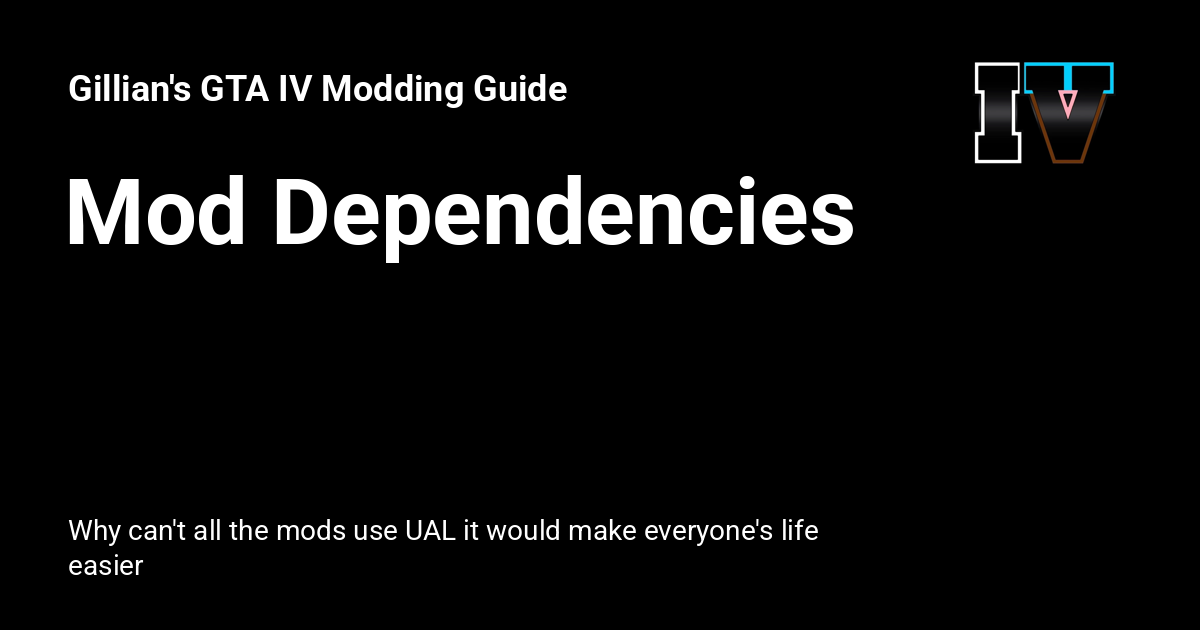 Gillian's GTA IV Modding Guide
IV
Mod Dependencies
Why can't all the mods use UAL it would make everyone's life
easier